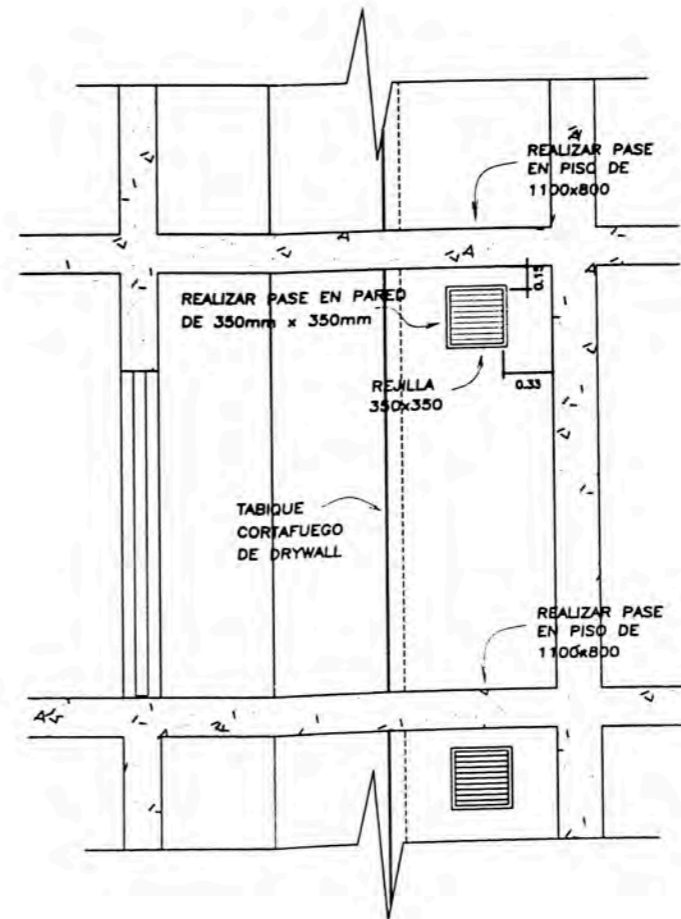 REALIZAR PASE
EN PISO DE
1100x800
REALIZAR PASE EN PARED
DE 350mm x 350mm
0.15
REJILLA
350x350
0.33
TABIQUE
CORTAFUEGO
DE DRYWALL
REALIZAR PASE
EN PISO DE
1100x800